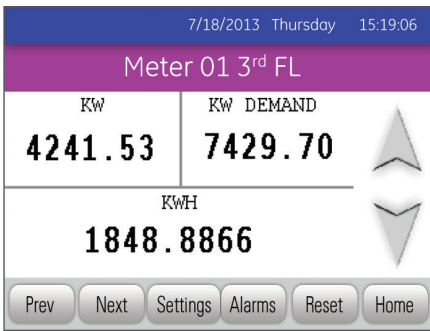 7/18/2013 Thursday 15:19:06
Meter 01 3rd FL
KW KW DEMAND
4241.53 7429.70
KWH
1848.8866
Prev Next Settings Alarms Reset Home